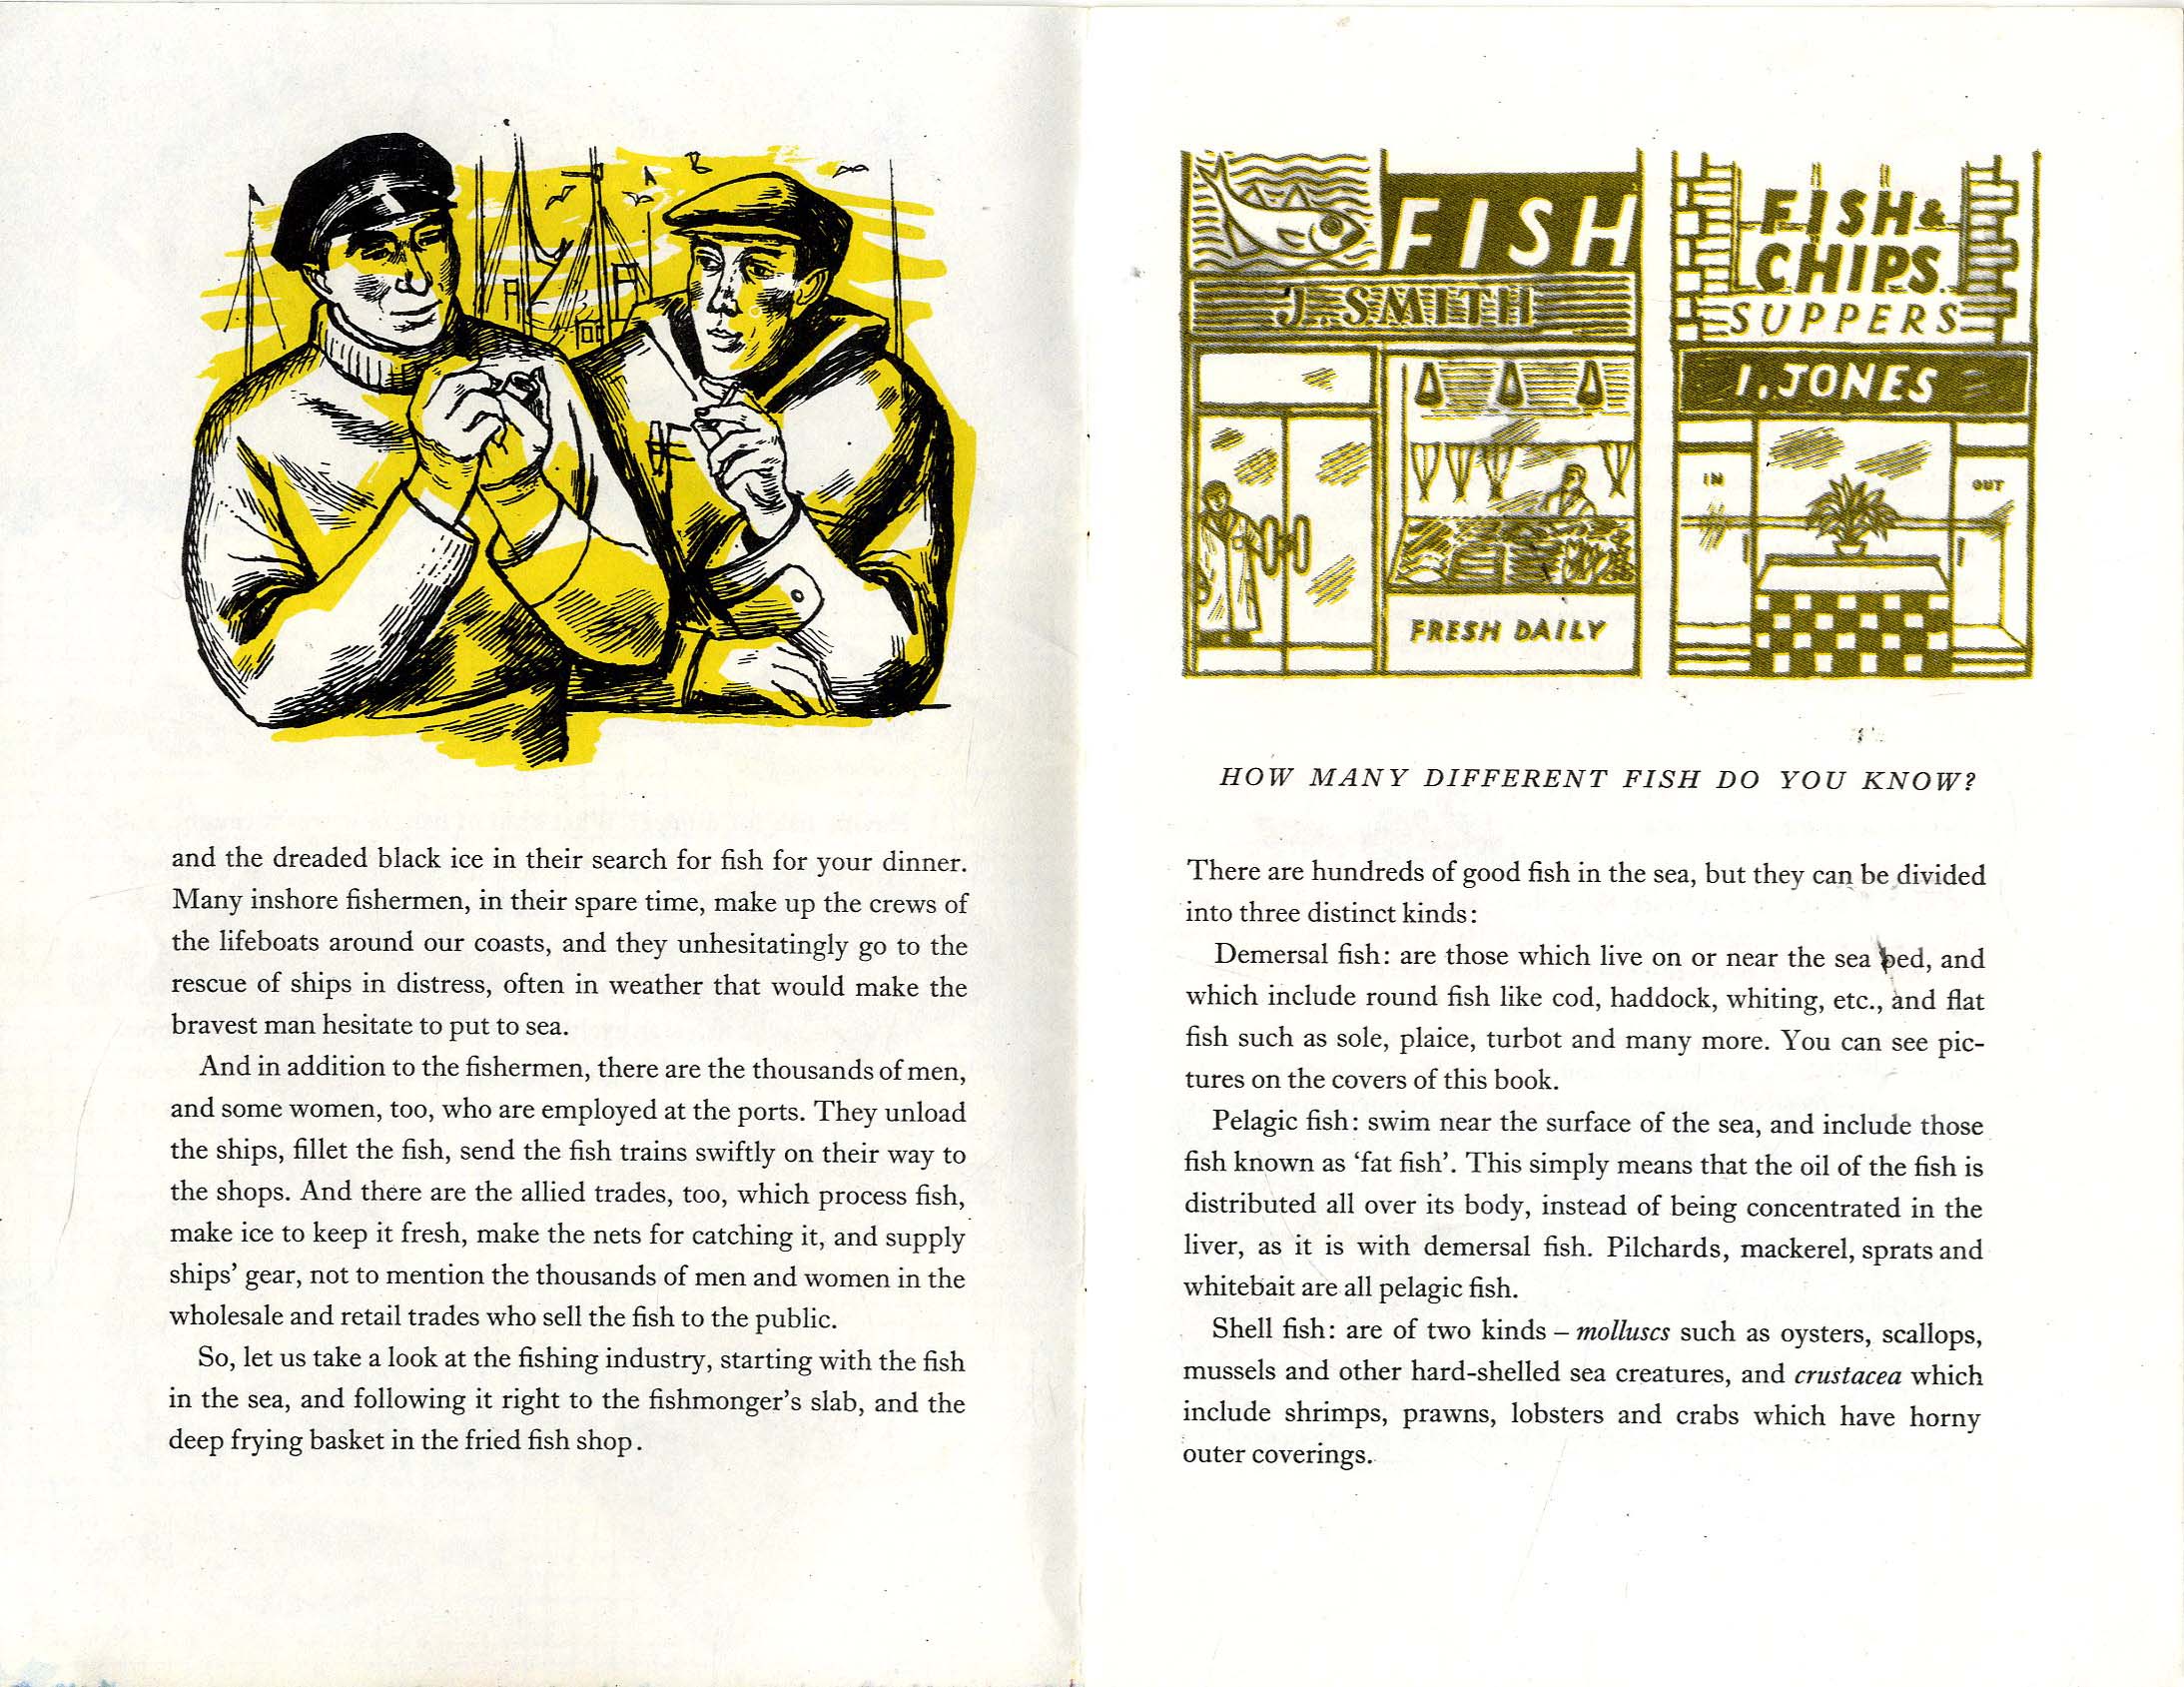 and the dreaded black ice in their search for fish for your dinner.
Many inshore fishermen, in their spare time, make up the crews of
the lifeboats around our coasts, and they unhesitatingly go to the
rescue of ships in distress, often in weather that would make the
bravest man hesitate to put to sea.
And in addition to the fishermen, there are the thousands of men,
and some women, too, who are employed at the ports. They unload
the ships, fillet the fish, send the fish trains swiftly on their way to
the shops. And there are the allied trades, too, which process fish,
make ice to keep it fresh, make the nets for catching it, and supply
ships' gear, not to mention the thousands of men and women in the
wholesale and retail trades who sell the fish to the public.
So, let us take a look at the fishing industry, starting with the fish
in the sea, and following it right to the fishmonger's slab, and the
deep frying basket in the fried fish shop.
FISH
J. SMITH
FRESH DAILY
FISH &
CHIPS
SUPPERS
I. JONES
IN
OUT
HOW MANY DIFFERENT FISH DO YOU KNOW?
There are hundreds of good fish in the sea, but they can be divided
into three distinct kinds:
Demersal fish: are those which live on or near the sea bed, and
which include round fish like cod, haddock, whiting, etc., and flat
fish such as sole, plaice, turbot and many more. You can see pic-
tures on the covers of this book.
Pelagic fish: swim near the surface of the sea, and include those
fish known as 'fat fish'. This simply means that the oil of the fish is
distributed all over its body, instead of being concentrated in the
liver, as it is with demersal fish. Pilchards, mackerel, sprats and
whitebait are all pelagic fish.
Shell fish: are of two kinds – molluscs such as oysters, scallops,
mussels and other hard-shelled sea creatures, and crustacea which
include shrimps, prawns, lobsters and crabs which have horny
outer coverings.